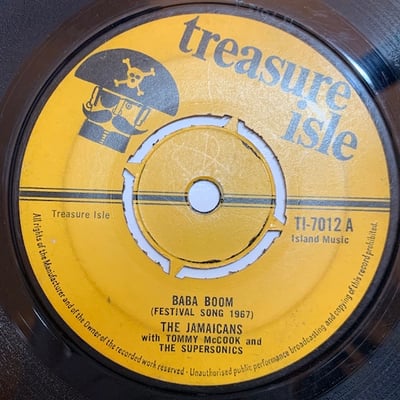 treasure
isle
Treasure Isle
TI-7012 A
Island Music
BABA BOOM
(FESTIVAL SONG 1967)
THE JAMAICANS
with TOMMY McCOOK and
THE SUPERSONICS
All rights of the Manufacturer and of the Owner of the recorded work reserved - Unauthorised public performance broadcasting and copying of this record prohibited.